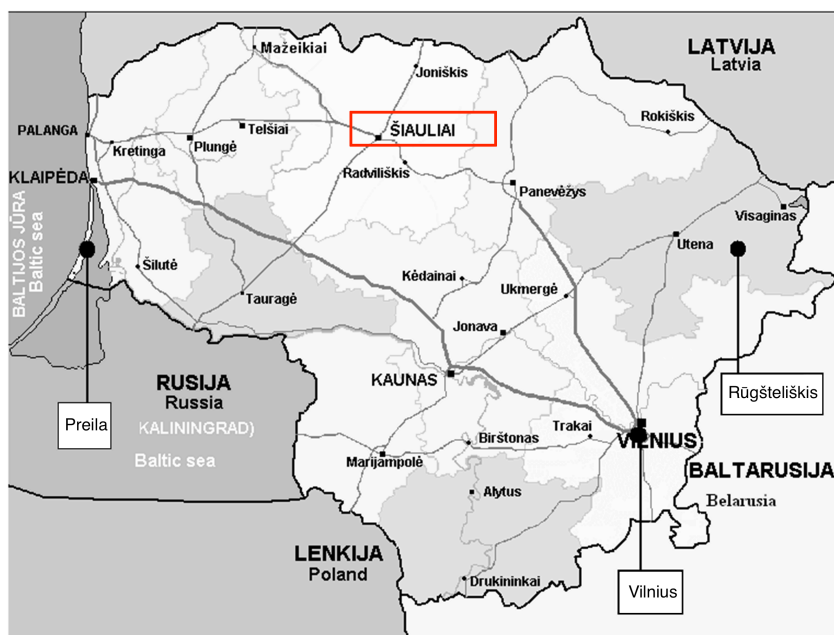 LATVIJA
Latvia
Mažeikiai
Joniškis
Rokiškis
ŠIAULIAI
PALANGA
Telšiai
Kretinga
Plungė
Radviliškis
KLAIPĖDA
Panevėžys
Visaginas
BALTIJOS JŪRA
Baltic sea
Utena
Šilutė
Kėdainai
Ukmergė
Tauragė
Jonava
KAUNAS
RUSIJA
Russia
Rūgšteliškis
Preila
KALININGRAD)
Baltic sea
Birštonas
Trakai
VILNIUS
Marijampolė
BALTARUSIJA
Belarusia
Alytus
LENKIJA
Poland
Drukininkai
Vilnius